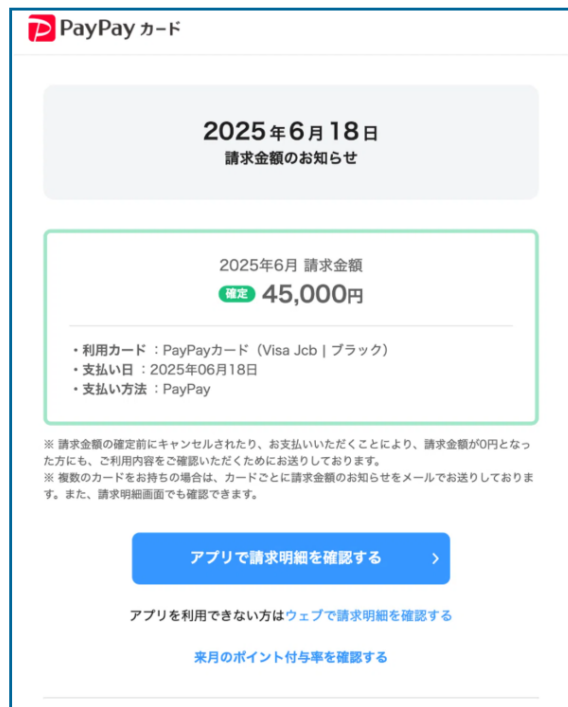 PayPay カード
2025年6月18日
請求金額のお知らせ
2025年6月 請求金額
確定 45,000円
・利用カード ：PayPayカード（Visa Jcb | ブラック）
・支払い日 ：2025年06月18日
・支払い方法 ：PayPay
※ 請求金額の確定前にキャンセルされたり、お支払いいただくことにより、請求金額が0円となっ
た方にも、ご利用内容をご確認いただくためにお送りしております。
※ 複数のカードをお持ちの場合は、カードごとに請求金額のお知らせをメールでお送りしておりま
す。また、請求明細画面でも確認できます。
アプリで請求明細を確認する
アプリを利用できない方はウェブで請求明細を確認する
来月のポイント付与率を確認する